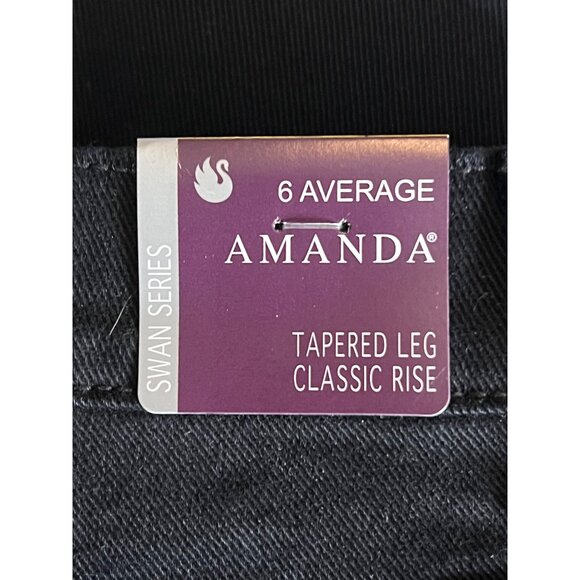 6 AVERAGE
AMANDA®
TAPERED LEG
CLASSIC RISE
SWAN SERIES